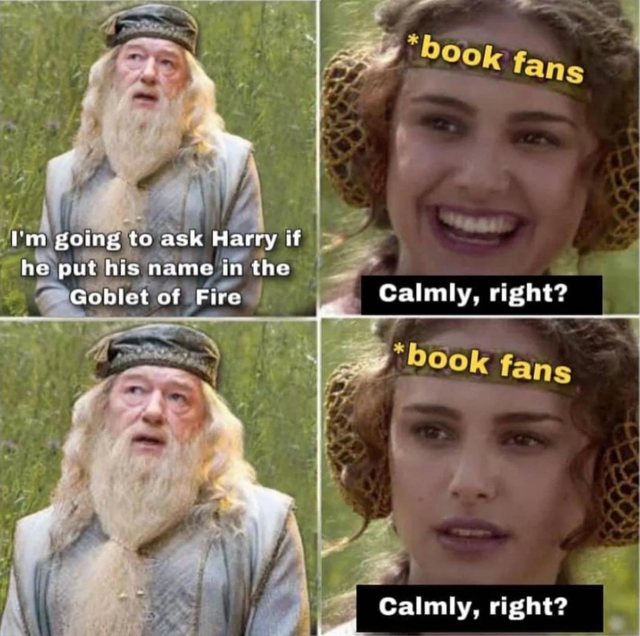 I'm going to ask Harry if
he put his name in the
Goblet of Fire
*book fans
Calmly, right?
*book fans
Calmly, right?